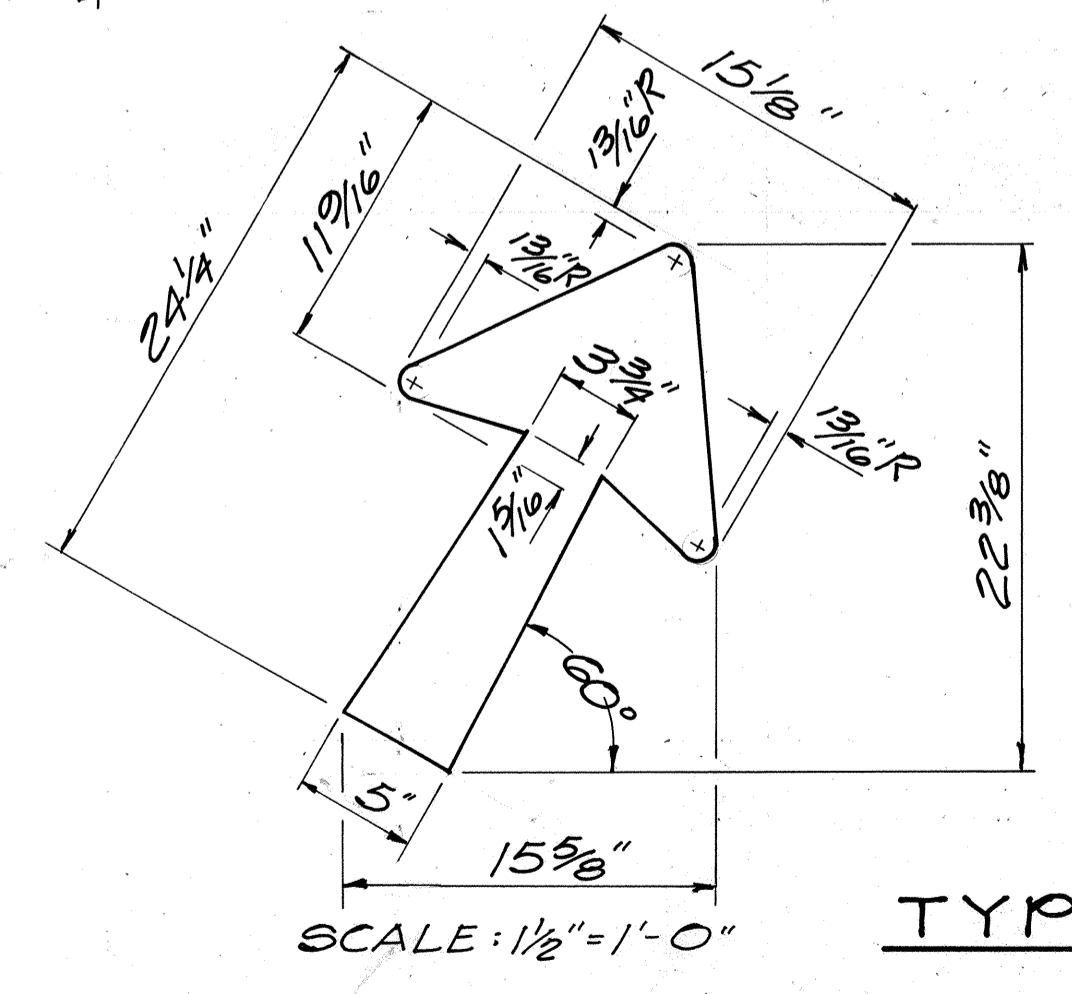 15 1/8"
13/16"R
11 9/16"
24 1/4"
13/16"R
3 3/4"
13/16"R
1 5/16"
22 3/8"
60°
5"
15 5/8"
SCALE: 1 1/2" = 1'-0"
TYP